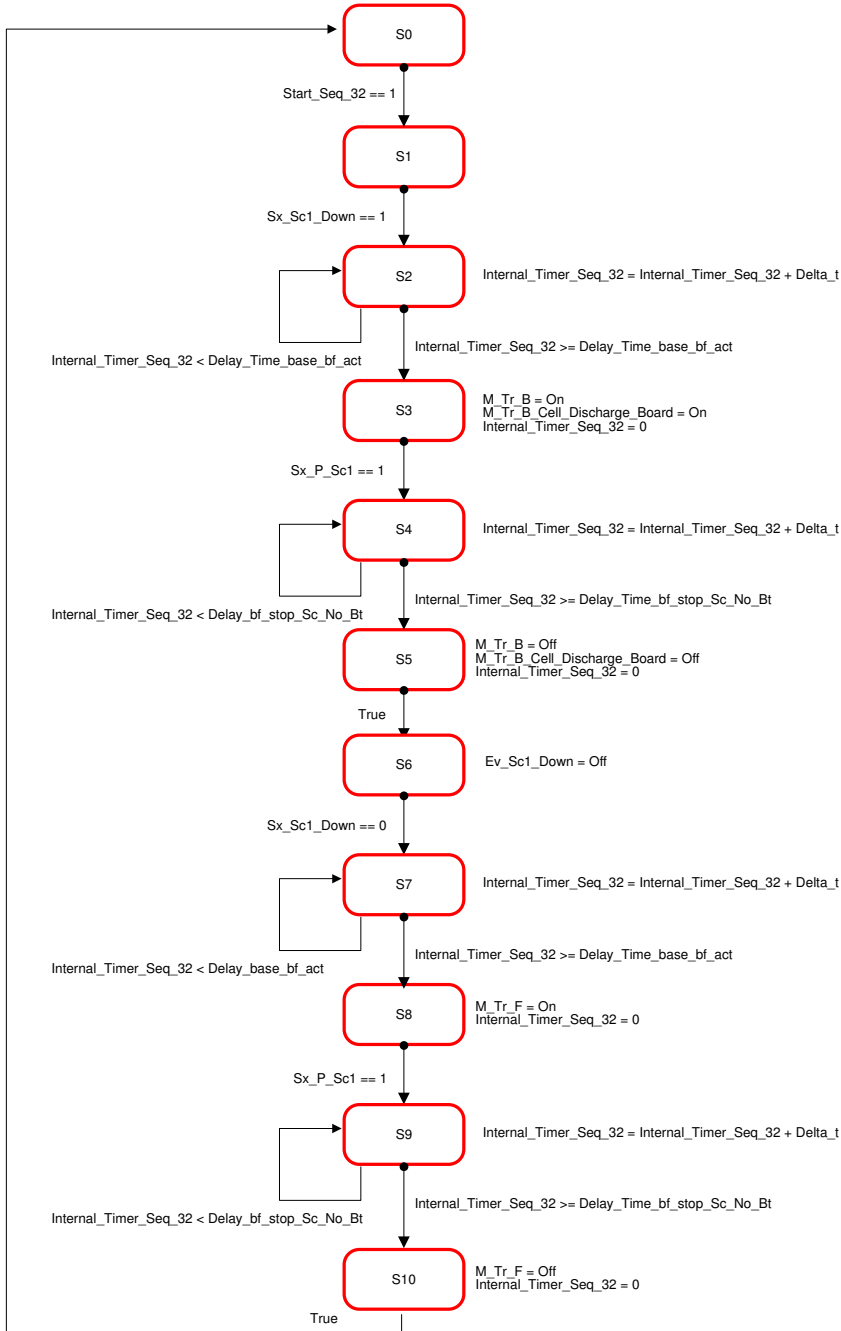 S0
Start_Seq_32 == 1
S1
Sx_Sc1_Down == 1
S2
Internal_Timer_Seq_32 = Internal_Timer_Seq_32 + Delta_t
Internal_Timer_Seq_32 < Delay_Time_base_bf_act
Internal_Timer_Seq_32 >= Delay_Time_base_bf_act
S3
M_Tr_B = On
M_Tr_B_Cell_Discharge_Board = On
Internal_Timer_Seq_32 = 0
Sx_P_Sc1 == 1
S4
Internal_Timer_Seq_32 = Internal_Timer_Seq_32 + Delta_t
Internal_Timer_Seq_32 < Delay_bf_stop_Sc_No_Bt
Internal_Timer_Seq_32 >= Delay_Time_bf_stop_Sc_No_Bt
S5
M_Tr_B = Off
M_Tr_B_Cell_Discharge_Board = Off
Internal_Timer_Seq_32 = 0
True
S6
Ev_Sc1_Down = Off
Sx_Sc1_Down == 0
S7
Internal_Timer_Seq_32 = Internal_Timer_Seq_32 + Delta_t
Internal_Timer_Seq_32 < Delay_base_bf_act
Internal_Timer_Seq_32 >= Delay_Time_base_bf_act
S8
M_Tr_F = On
Internal_Timer_Seq_32 = 0
Sx_P_Sc1 == 1
S9
Internal_Timer_Seq_32 = Internal_Timer_Seq_32 + Delta_t
Internal_Timer_Seq_32 < Delay_bf_stop_Sc_No_Bt
Internal_Timer_Seq_32 >= Delay_Time_bf_stop_Sc_No_Bt
S10
M_Tr_F = Off
Internal_Timer_Seq_32 = 0
True